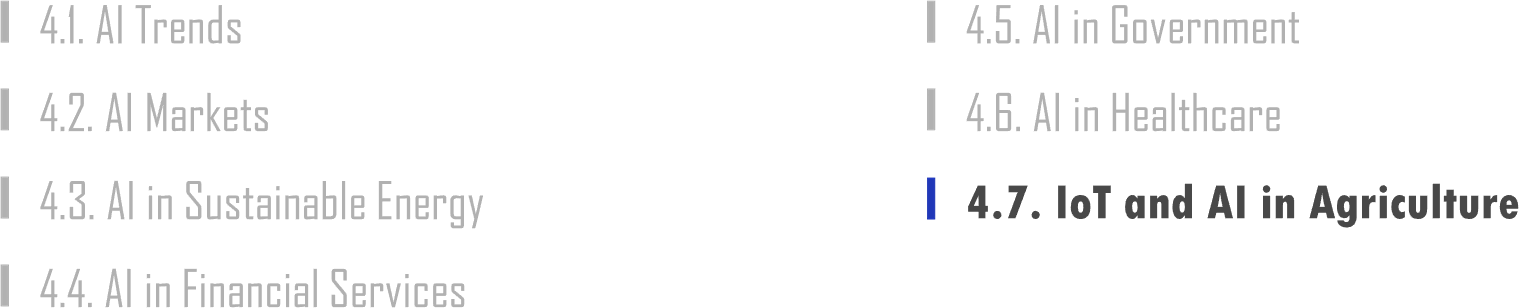 4.1. AI Trends
4.2. AI Markets
4.3. AI in Sustainable Energy
4.4. AI in Financial Services
4.5. AI in Government
4.6. AI in Healthcare
4.7. IoT and AI in Agriculture